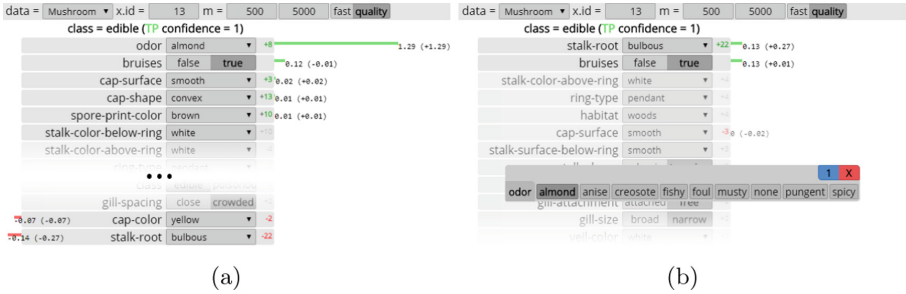 data = Mushroom x.id = 13 m = 500 5000 fast quality
class = edible (TP confidence = 1)
odor almond +8 1.29 (+1.29)
bruises false true 0.12 (-0.01)
cap-surface smooth +3 0.02 (+0.02)
cap-shape convex +13 0.01 (+0.01)
spore-print-color brown +10 0.01 (+0.01)
stalk-color-below-ring white
stalk-color-above-ring white
...
gill-spacing close crowded
-0.07 (-0.07) cap-color yellow -2
-0.14 (-0.27) stalk-root bulbous -22
(a)
data = Mushroom x.id = 13 m = 500 5000 fast quality
class = edible (TP confidence = 1)
stalk-root bulbous +22 0.13 (+0.27)
bruises false true 0.13 (+0.01)
stalk-color-above-ring white
ring-type pendant
habitat woods
cap-surface smooth -3 0 (-0.02)
stalk-surface-below-ring smooth
1 X
odor almond anise creosote fishy foul musty none pungent spicy
gill-attachment attached free
gill-size broad narrow
veil-color white
(b)